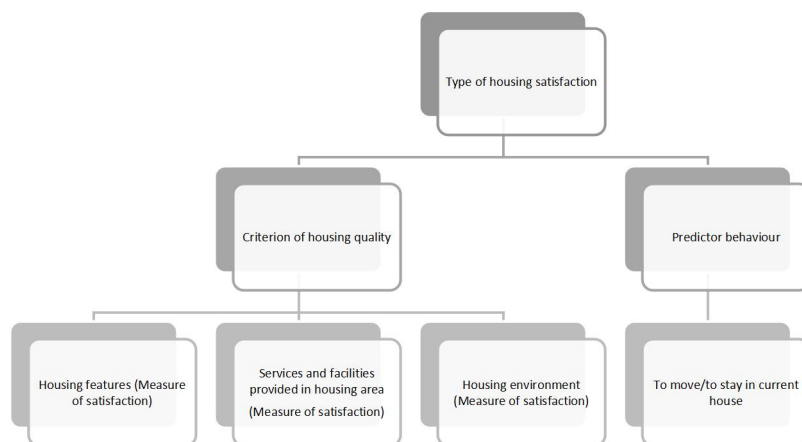 Type of housing satisfaction
Criterion of housing quality
Predictor behaviour
Housing features (Measure
of satisfaction)
Services and facilities
provided in housing area
(Measure of satisfaction)
Housing environment
(Measure of satisfaction)
To move/to stay in current
house